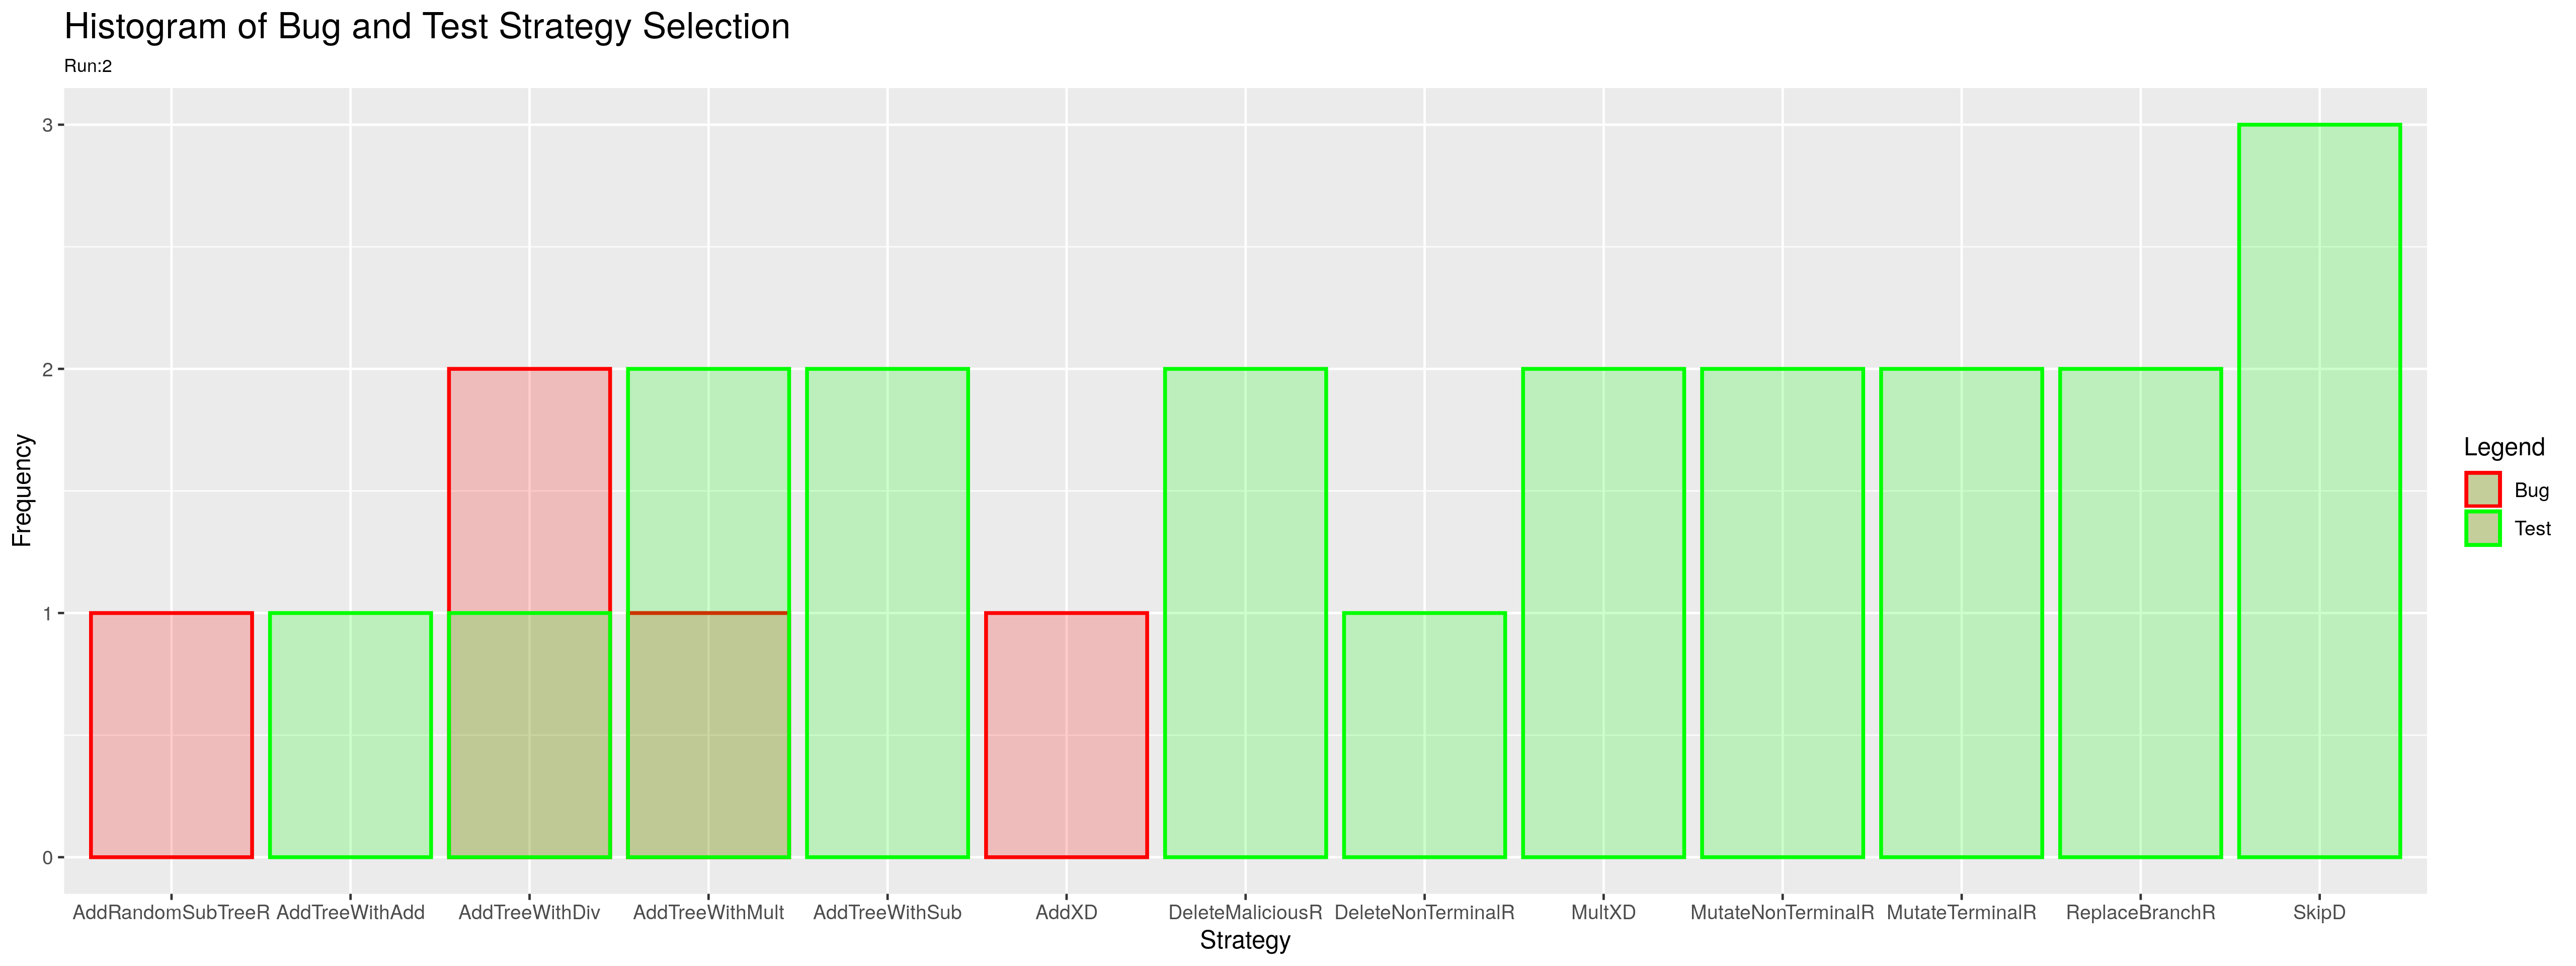 Histogram of Bug and Test Strategy Selection
Run:2
Frequency
3
2
1
0
AddRandomSubTreeR AddTreeWithAdd AddTreeWithDiv AddTreeWithMult AddTreeWithSub AddXD DeleteMaliciousR DeleteNonTerminalR MultXD MutateNonTerminalR MutateTerminalR ReplaceBranchR SkipD
Strategy
Legend
Bug
Test